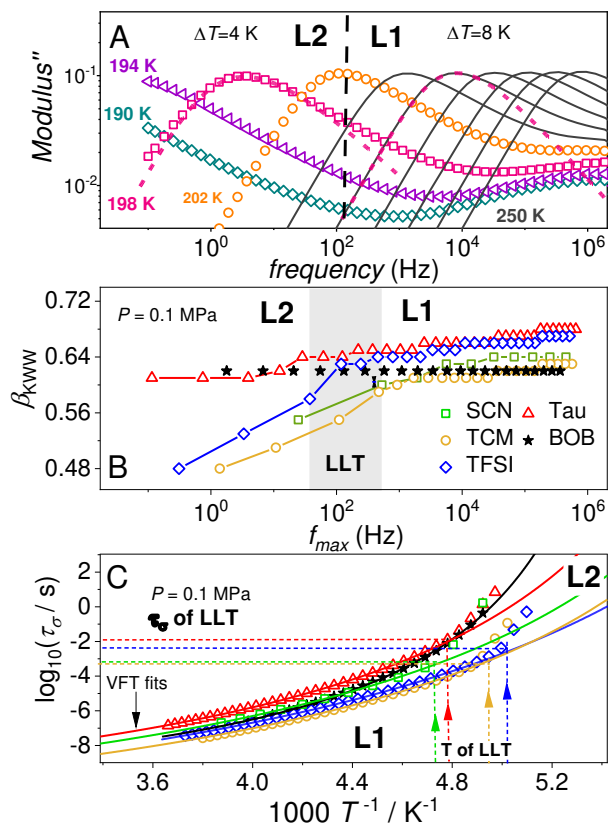 A
ΔT=4 K
L2
L1
ΔT=8 K
194 K
190 K
198 K
202 K
250 K
10⁻¹
10⁻²
Modulus''
10⁰
10²
10⁴
10⁶
frequency (Hz)
P = 0.1 MPa
L2
L1
0.72
0.64
0.56
0.48
β_KWW
B
LLT
SCN
Tau
TCM
BOB
TFSI
10⁰
10²
10⁴
10⁶
f_max (Hz)
C
P = 0.1 MPa
L2
of LLT
2
0
-2
-4
-6
-8
log₁₀(τ_σ / s)
VFT fits
L1
T of LLT
3.6
4.0
4.4
4.8
5.2
1000 T⁻¹ / K⁻¹